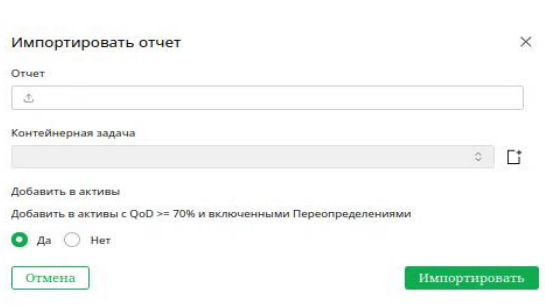 Импортировать отчет
Отчет
Контейнерная задача
Добавить в активы
Добавить в активы с QoD >= 70% и включенными Переопределениями
Да Нет
Отмена Импортировать